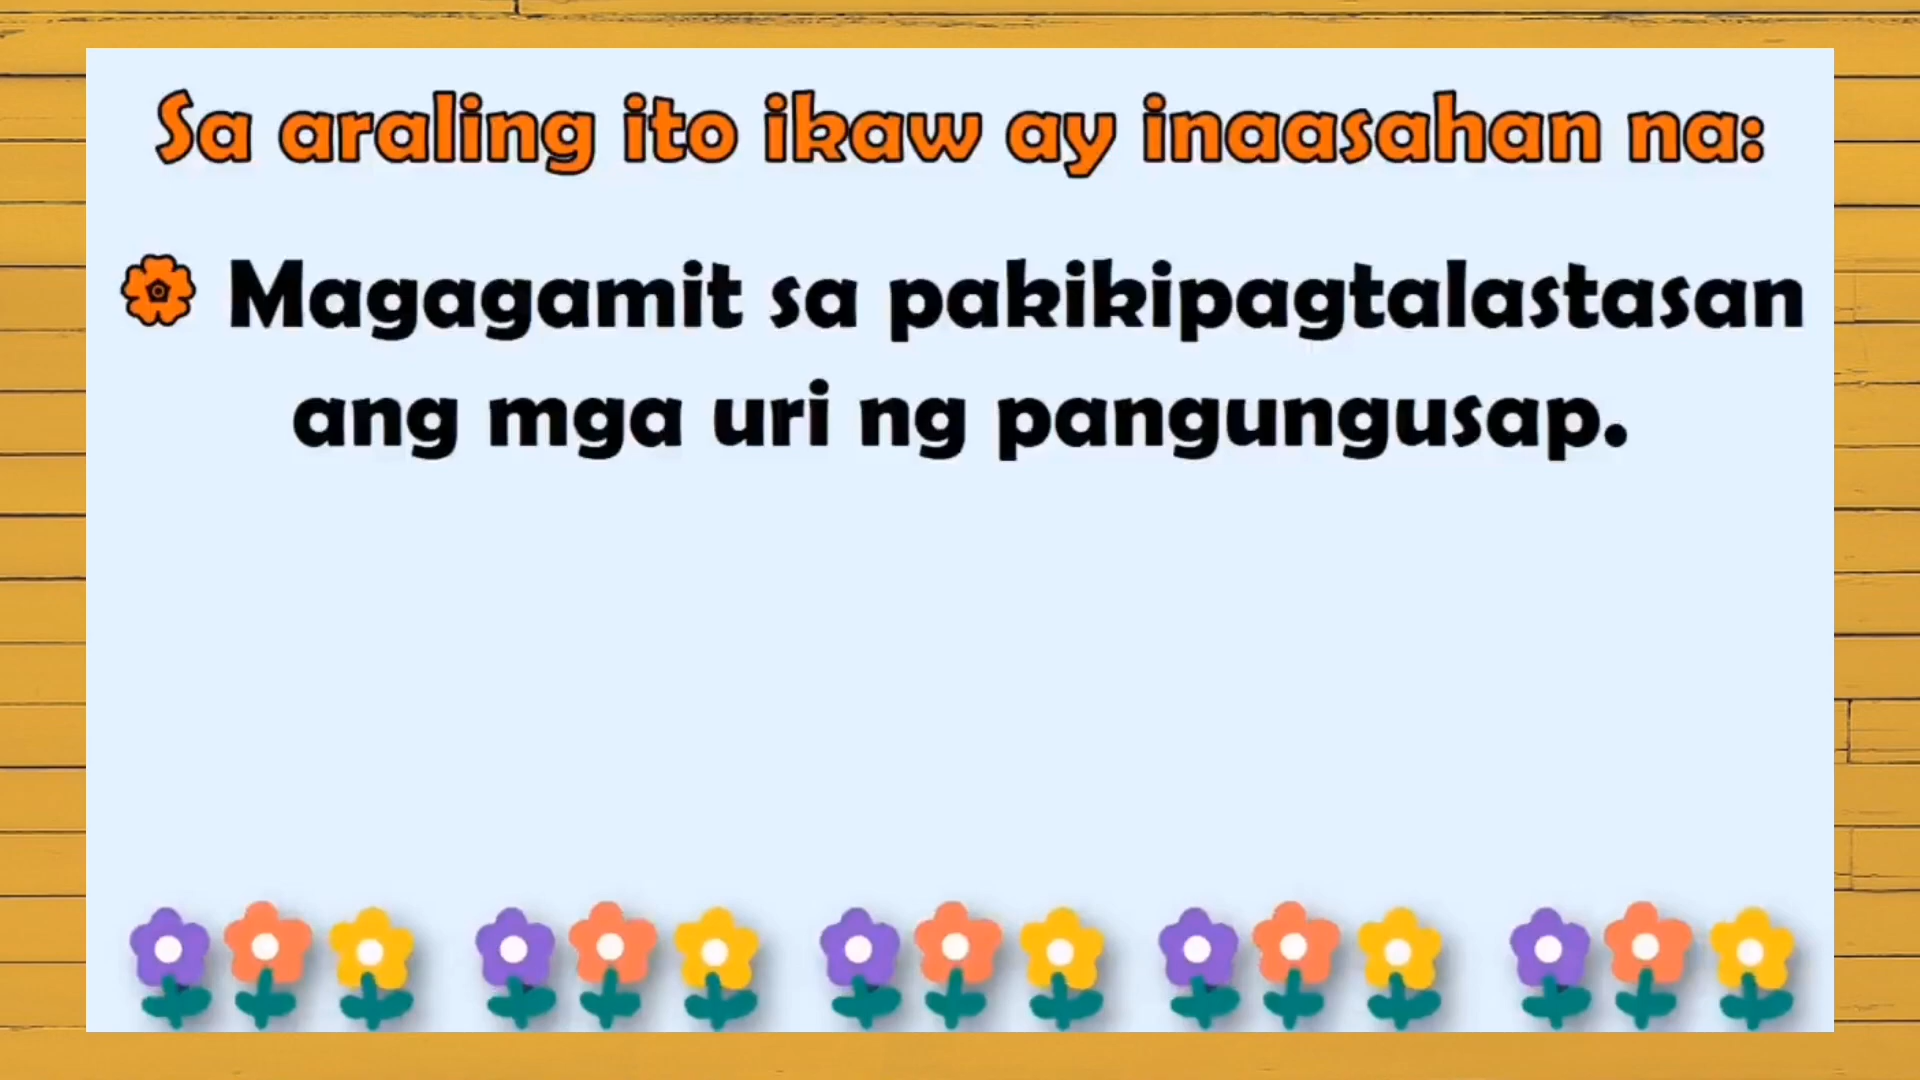 Sa araling ito ikaw ay inaasahan na:
Magagamit sa pakikipagtalastasan
ang mga uri ng pangungusap.